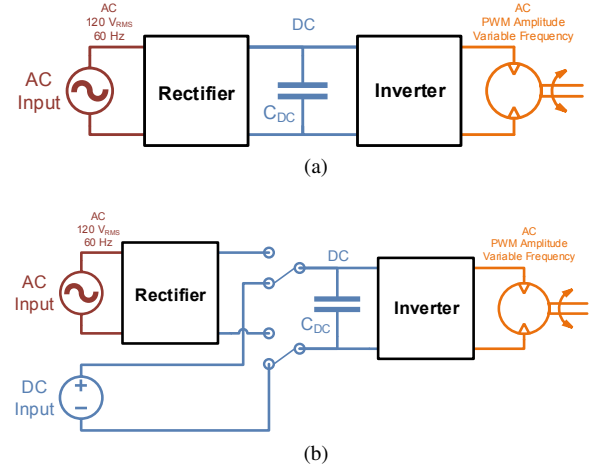 AC
120 VRMS
60 Hz
AC
Input
Rectifier
DC
CDC
Inverter
AC
PWM Amplitude
Variable Frequency
(a)
AC
120 VRMS
60 Hz
AC
Input
Rectifier
DC
CDC
Inverter
AC
PWM Amplitude
Variable Frequency
DC
Input
+
−
(b)